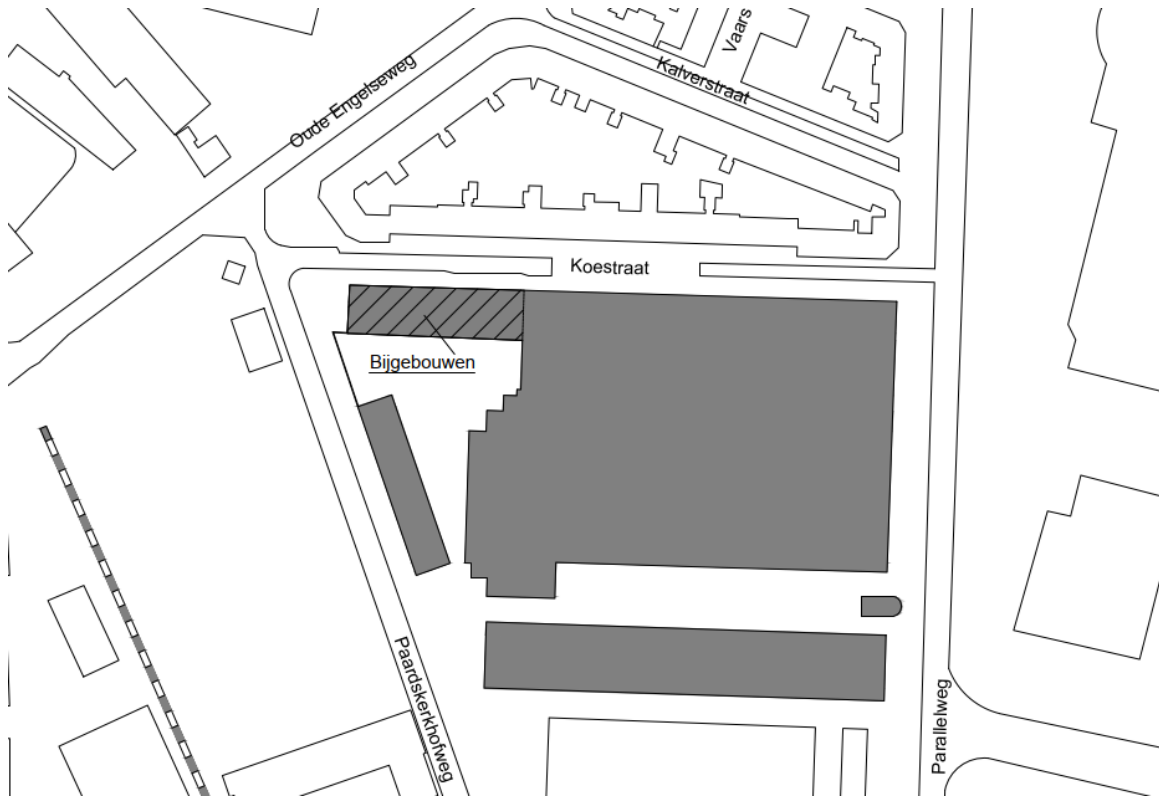 Vaars
Kalverstraat
Oude Engelseweg
Koestraat
Bijgebouwen
Paardskerkhofweg
Parallelweg